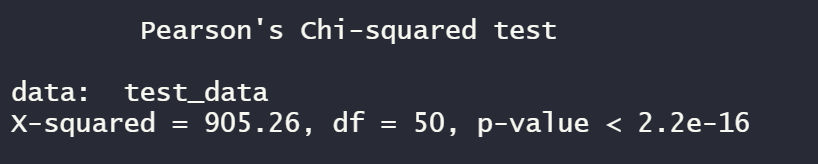 Pearson's Chi-squared test
data:  test_data
X-squared = 905.26, df = 50, p-value < 2.2e-16